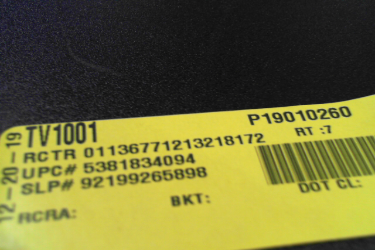 12-20-19
TV1001
P19010260
RCTR 01136771213218172
RT :7
UPC# 5381834094
SLP# 92199265898
BKT:
DOT CL:
RCRA: